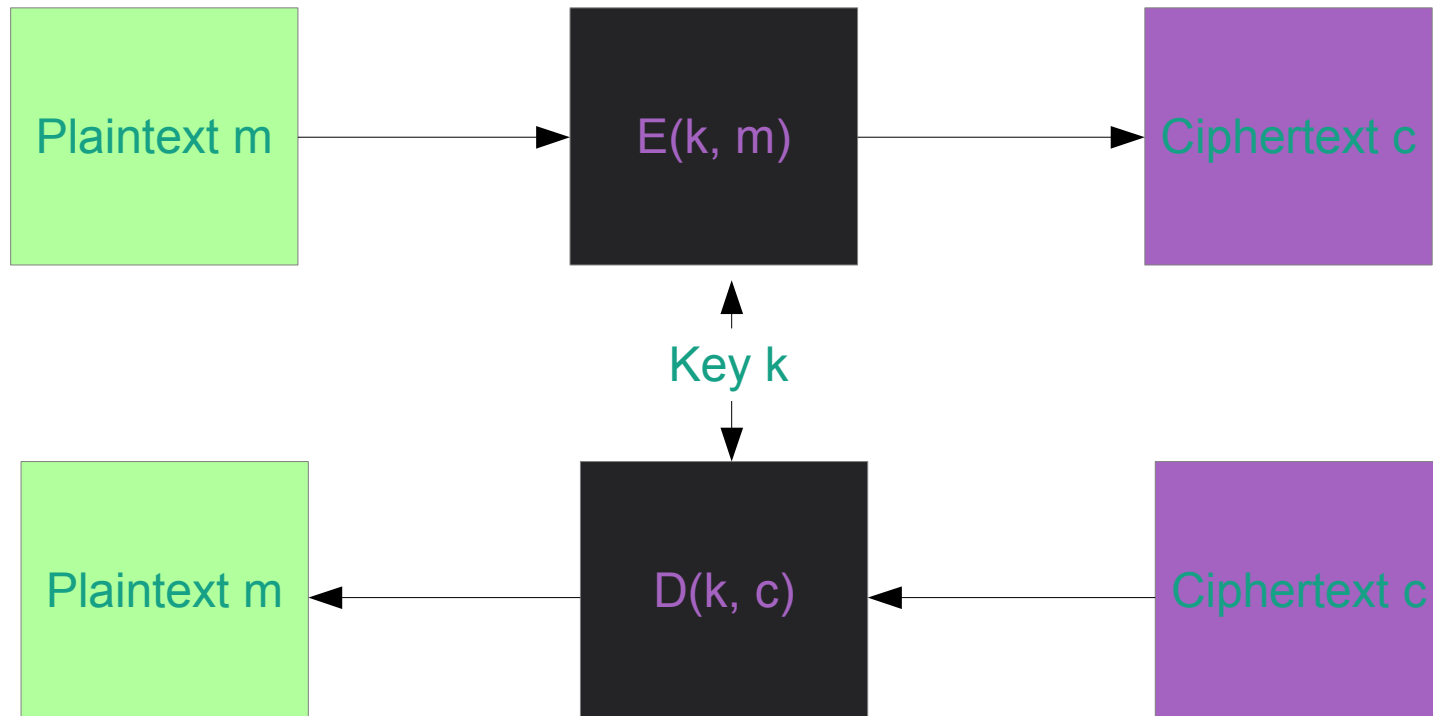 Plaintext m
E(k, m)
Ciphertext c
Key k
Plaintext m
D(k, c)
Ciphertext c